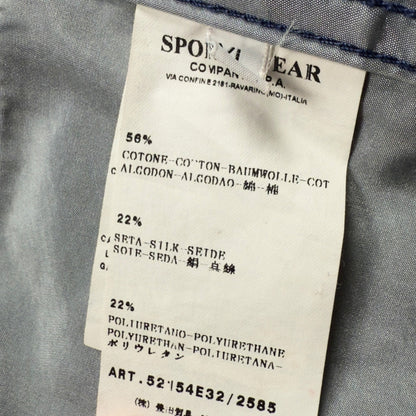 SPORTSWEAR
COMPANY S.P.A.
VIA CONFINE 2161-RAVARINO(MO)-ITALIA
56%
COTONE-COTTON-BAUMWOLLE-COT
ALGODON-ALGODAO-綿-棉
22%
SETA-SILK-SEIDE
SOIE-SEDA-絹-真絲
22%
POLIURETANO-POLYURETHANE
POLYURETHAN-POLIURETANA-
ポリウレタン
ART. 52154E32/2585